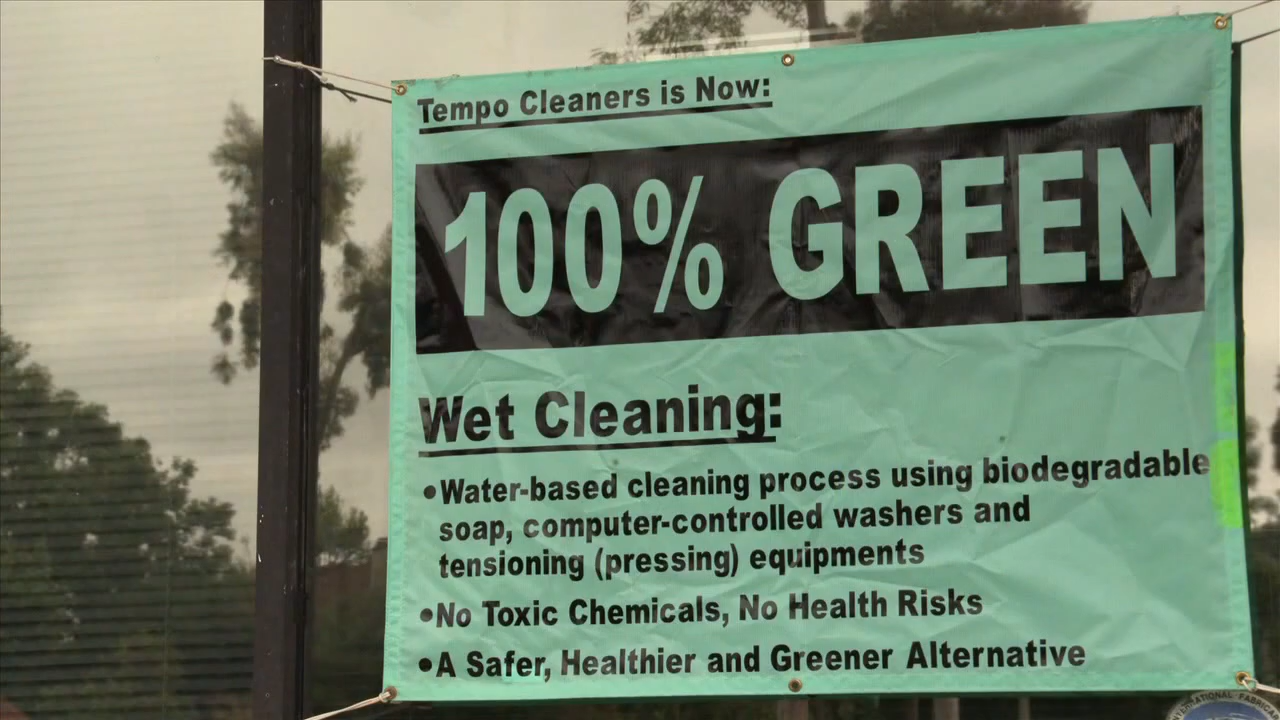 Tempo Cleaners is Now:
100% GREEN
Wet Cleaning:
•Water-based cleaning process using biodegradable
soap, computer-controlled washers and
tensioning (pressing) equipments
•No Toxic Chemicals, No Health Risks
•A Safer, Healthier and Greener Alternative